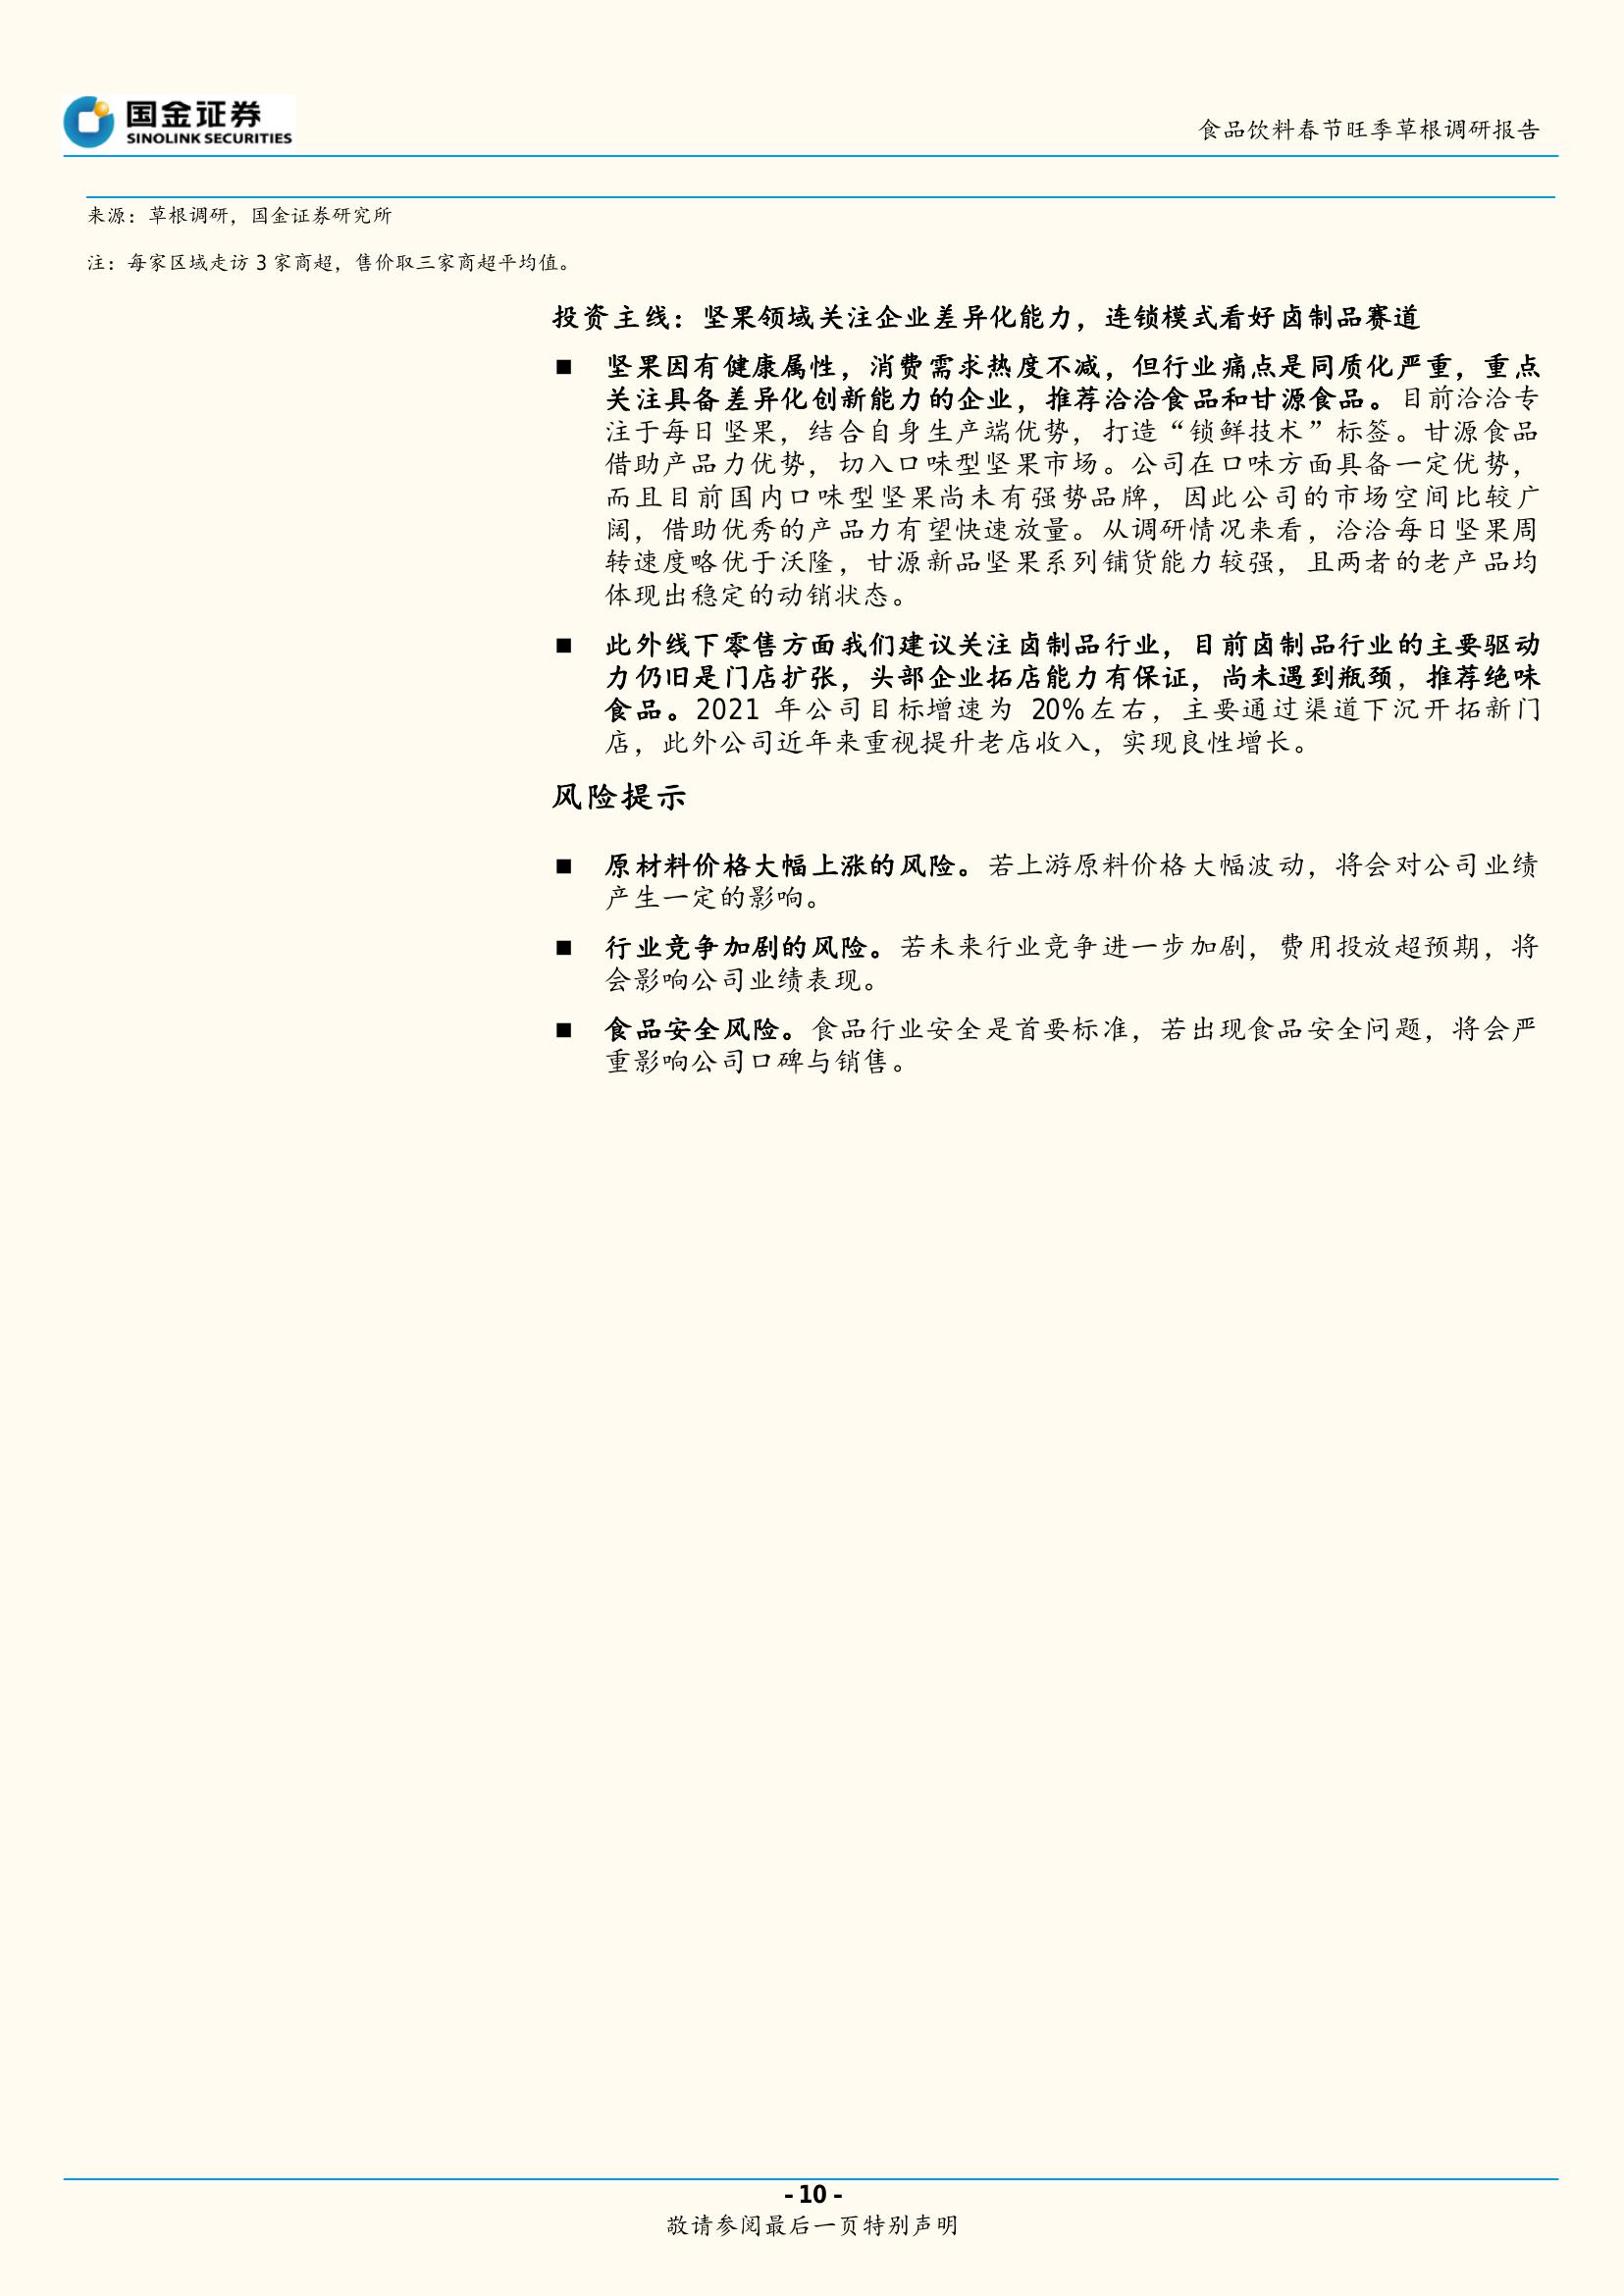 国金证券
SINOLINK SECURITIES
食品饮料春节旺季草根调研报告
来源：草根调研，国金证券研究所
注：每家区域走访 3 家商超，售价取三家商超平均值。
投资主线：坚果领域关注企业差异化能力，连锁模式看好卤制品赛道
■ 坚果因有健康属性，消费需求热度不减，但行业痛点是同质化严重，重点
关注具备差异化创新能力的企业，推荐洽洽食品和甘源食品。目前洽洽专
注于每日坚果，结合自身生产端优势，打造“锁鲜技术”标签。甘源食品
借助产品力优势，切入口味型坚果市场。公司在口味方面具备一定优势，
而且目前国内口味型坚果尚未有强势品牌，因此公司的市场空间比较广
阔，借助优秀的产品力有望快速放量。从调研情况来看，洽洽每日坚果周
转速度略优于沃隆，甘源新品坚果系列铺货能力较强，且两者的老产品均
体现出稳定的动销状态。
■ 此外线下零售方面我们建议关注卤制品行业，目前卤制品行业的主要驱动
力仍旧是门店扩张，头部企业拓店能力有保证，尚未遇到瓶颈，推荐绝味
食品。2021 年公司目标增速为 20%左右，主要通过渠道下沉开拓新门
店，此外公司近年来重视提升老店收入，实现良性增长。
风险提示
■ 原材料价格大幅上涨的风险。若上游原料价格大幅波动，将会对公司业绩
产生一定的影响。
■ 行业竞争加剧的风险。若未来行业竞争进一步加剧，费用投放超预期，将
会影响公司业绩表现。
■ 食品安全风险。食品行业安全是首要标准，若出现食品安全问题，将会严
重影响公司口碑与销售。
- 10 -
敬请参阅最后一页特别声明